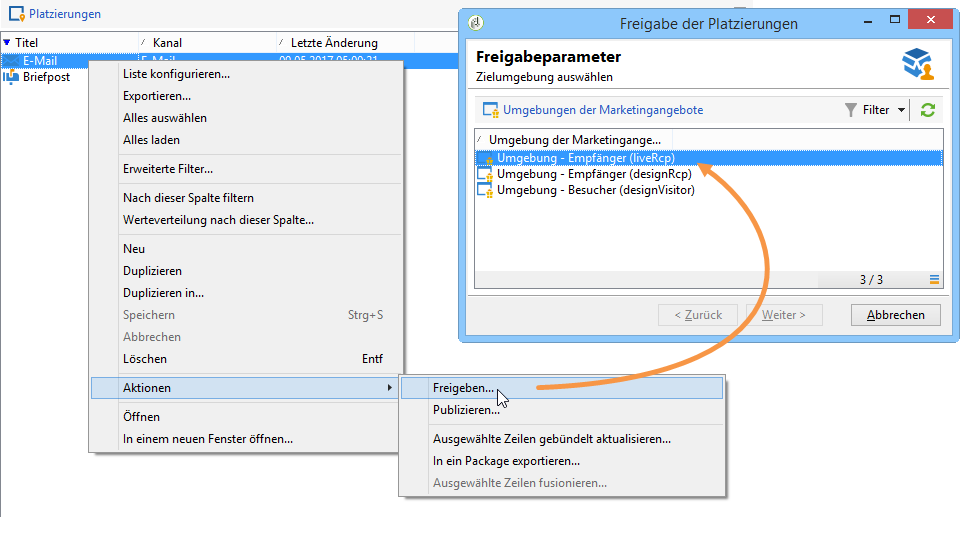 Platzierungen
Titel
Kanal
Letzte Änderung
E-Mail
E-Mail
09.05.2017 05:00:21
Briefpost
Liste konfigurieren...
Exportieren...
Alles auswählen
Alles laden
Erweiterte Filter...
Nach dieser Spalte filtern
Werteverteilung nach dieser Spalte...
Neu
Duplizieren
Duplizieren in...
Speichern Strg+S
Abbrechen
Löschen Entf
Aktionen
Öffnen
In einem neuen Fenster öffnen...
Freigeben...
Publizieren...
Ausgewählte Zeilen gebündelt aktualisieren...
In ein Package exportieren...
Ausgewählte Zeilen fusionieren...
Freigabe der Platzierungen
Freigabeparameter
Zielumgebung auswählen
Umgebungen der Marketingangebote
Filter
Umgebung der Marketingange...
Umgebung - Empfänger (liveRcp)
Umgebung - Empfänger (designRcp)
Umgebung - Besucher (designVisitor)
3 / 3
< Zurück
Weiter >
Abbrechen